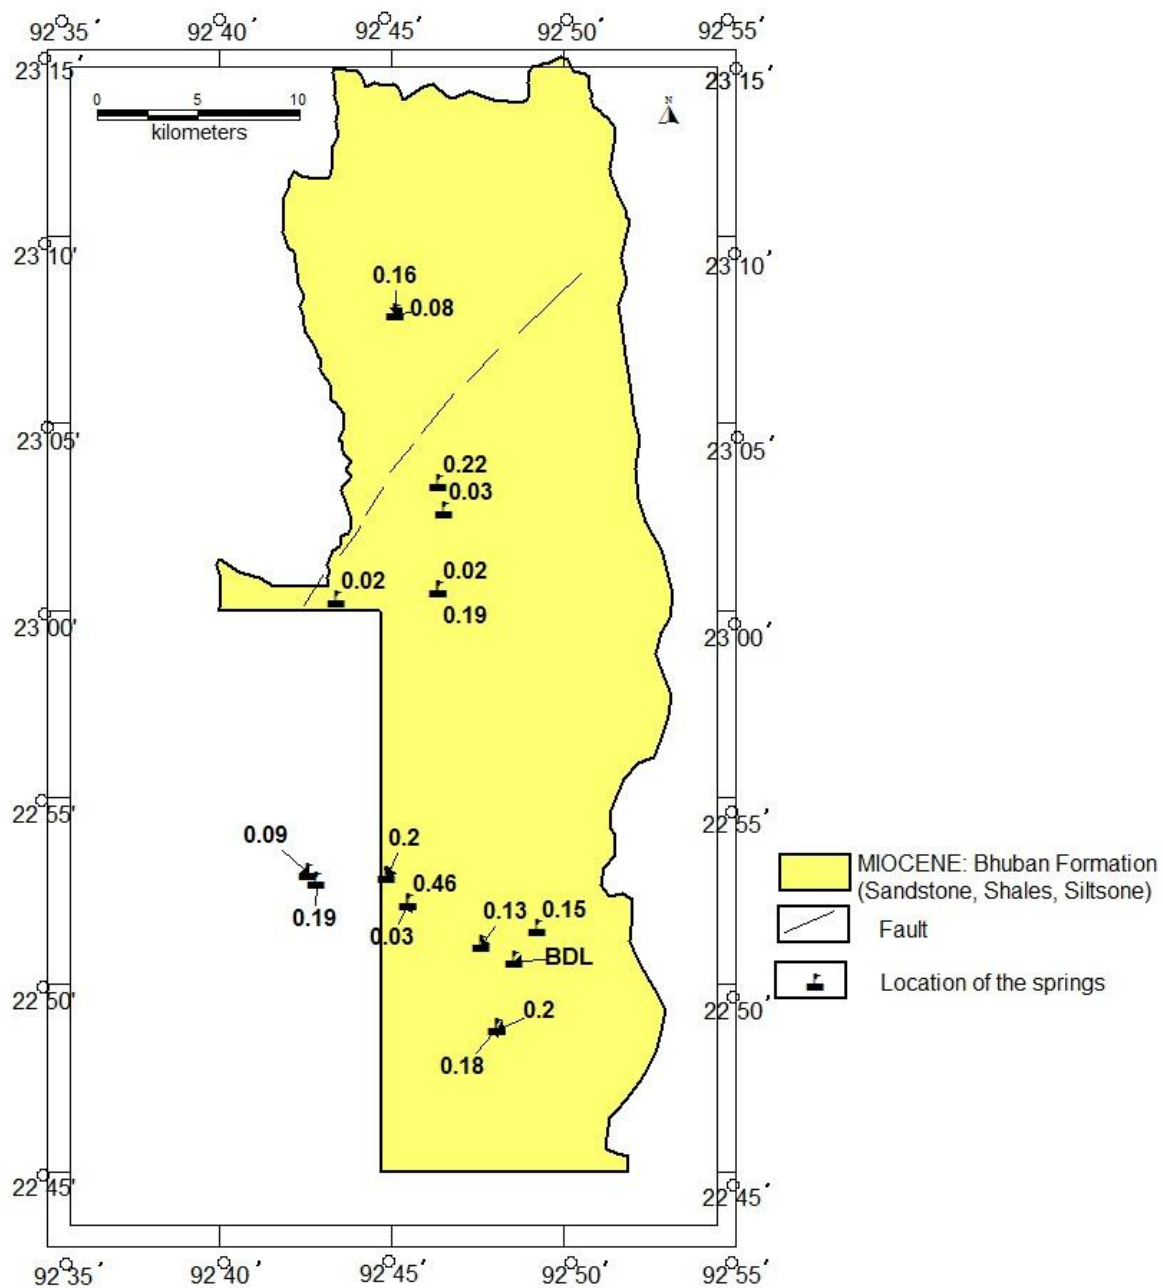 92°35' 92°40' 92°45' 92°50' 92°55'
23°15' 23°15'
0 5 10
kilometers
N
23°10' 23°10'
0.16
0.08
23°05' 23°05'
0.22
0.03
0.02 0.02
0.19
23°00' 23°00'
22°55' 22°55'
0.09 0.2
0.46
0.19
0.03
0.13 0.15
BDL
22°50' 22°50'
0.2
0.18
22°45' 22°45'
92°35' 92°40' 92°45' 92°50' 92°55'
MIOCENE: Bhuban Formation
(Sandstone, Shales, Siltsone)
Fault
Location of the springs